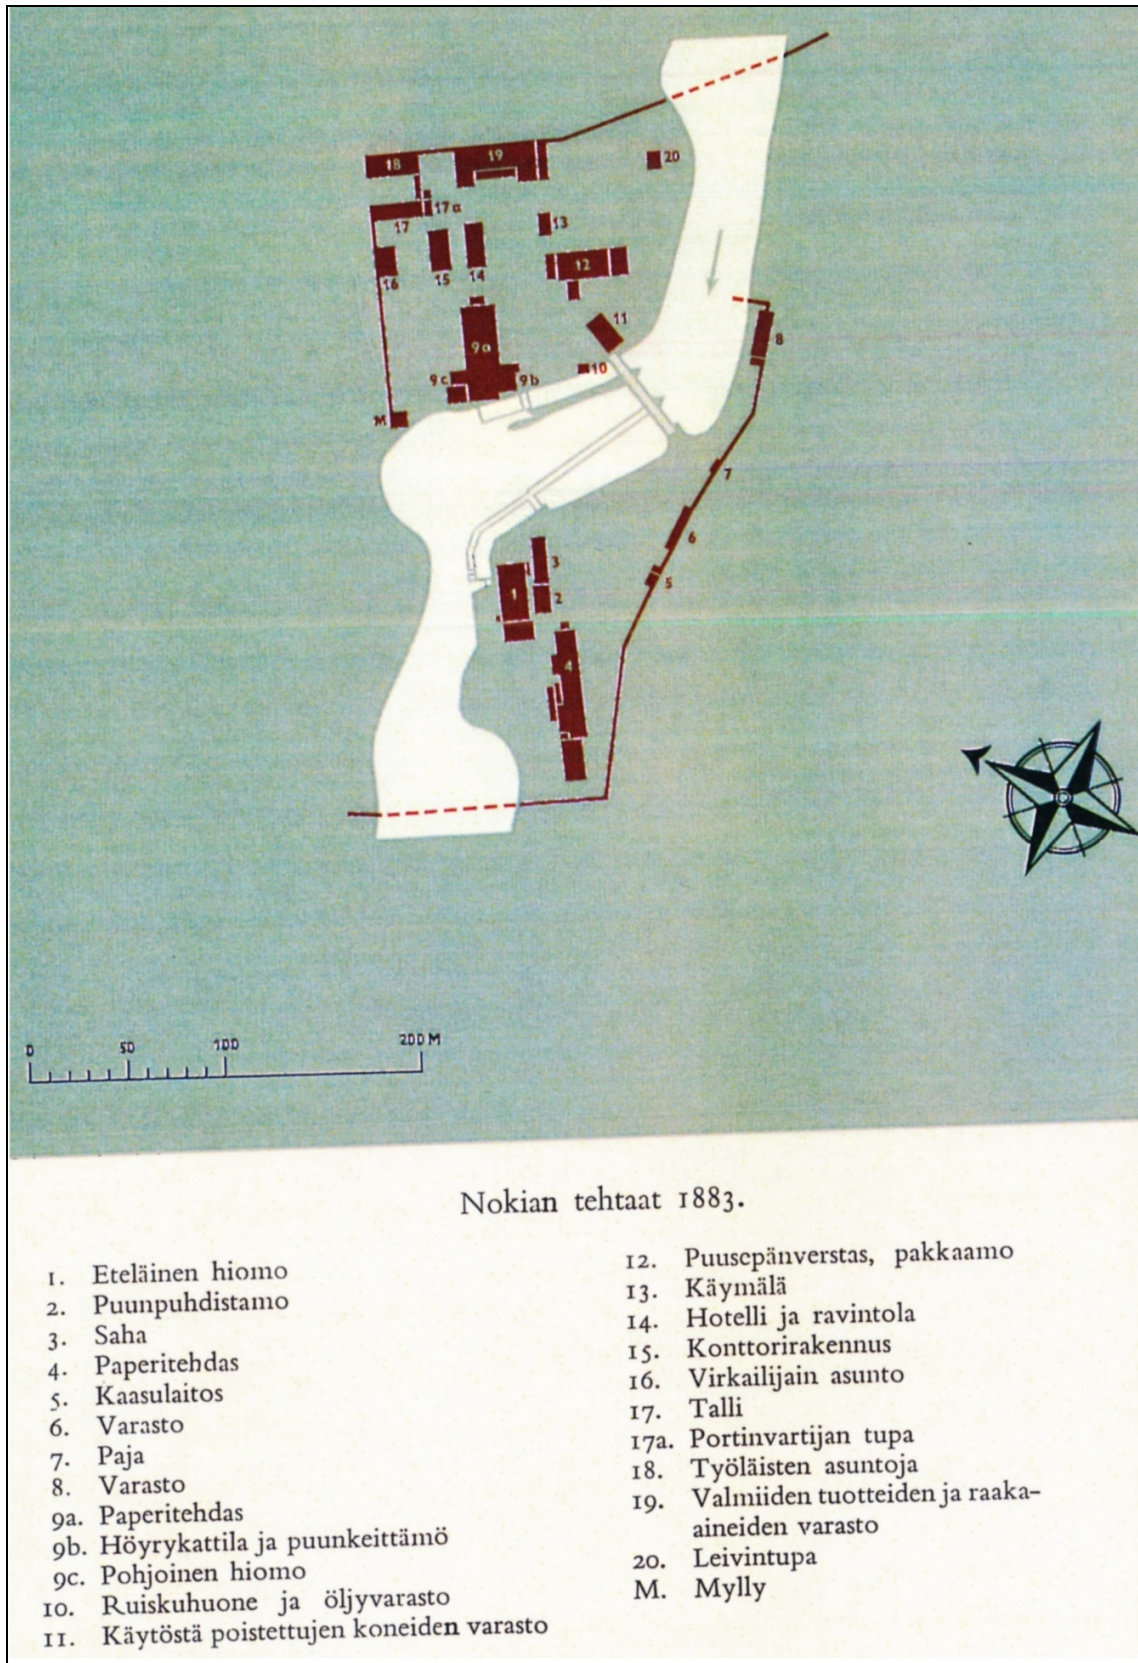 18
19
20
17a
17
13
16
15
14
12
11
8
9a
9c
9b
10
M
7
6
3
5
1
2
4
0 50 100 200 M
Nokian tehtaat 1883.
1. Eteläinen hiomo
2. Puunpuhdistamo
3. Saha
4. Paperitehdas
5. Kaasulaitos
6. Varasto
7. Paja
8. Varasto
9a. Paperitehdas
9b. Höyrykattila ja puunkeittämö
9c. Pohjoinen hiomo
10. Ruiskuhuone ja öljyvarasto
11. Käytöstä poistettujen koneiden varasto
12. Puusepänverstas, pakkaamo
13. Käymälä
14. Hotelli ja ravintola
15. Konttorirakennus
16. Virkailijain asunto
17. Talli
17a. Portinvartijan tupa
18. Työläisten asuntoja
19. Valmiiden tuotteiden ja raaka-
aineiden varasto
20. Leivintupa
M. Mylly